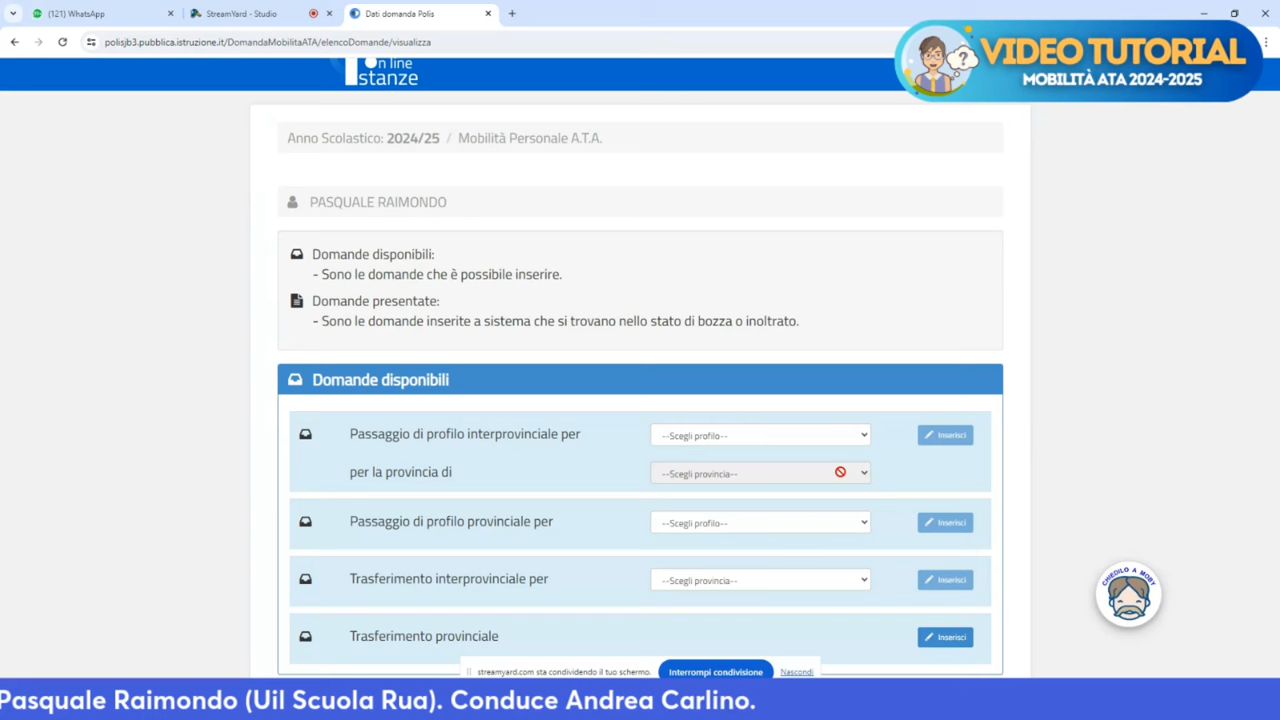 (121) WhatsApp
StreamYard - Studio
Dati domanda Polis
polisjb3.pubblica.istruzione.it/DomandaMobilitaATA/elencoDomande/visualizza
VIDEO TUTORIAL
MOBILITÀ ATA 2024-2025
?
n line
stanze
Anno Scolastico: 2024/25 / Mobilità Personale A.T.A.
PASQUALE RAIMONDO
Domande disponibili:
- Sono le domande che è possibile inserire.
Domande presentate:
- Sono le domande inserite a sistema che si trovano nello stato di bozza o inoltrato.
Domande disponibili
Passaggio di profilo interprovinciale per --Scegli profilo-- Inserisci
per la provincia di --Scegli provincia--
Passaggio di profilo provinciale per --Scegli profilo-- Inserisci
Trasferimento interprovinciale per --Scegli provincia-- Inserisci
Trasferimento provinciale Inserisci
CHIEDILO A MOBY
streamyard.com sta condividendo il tuo schermo. Interrompi condivisione Nascondi
Pasquale Raimondo (Uil Scuola Rua). Conduce Andrea Carlino.